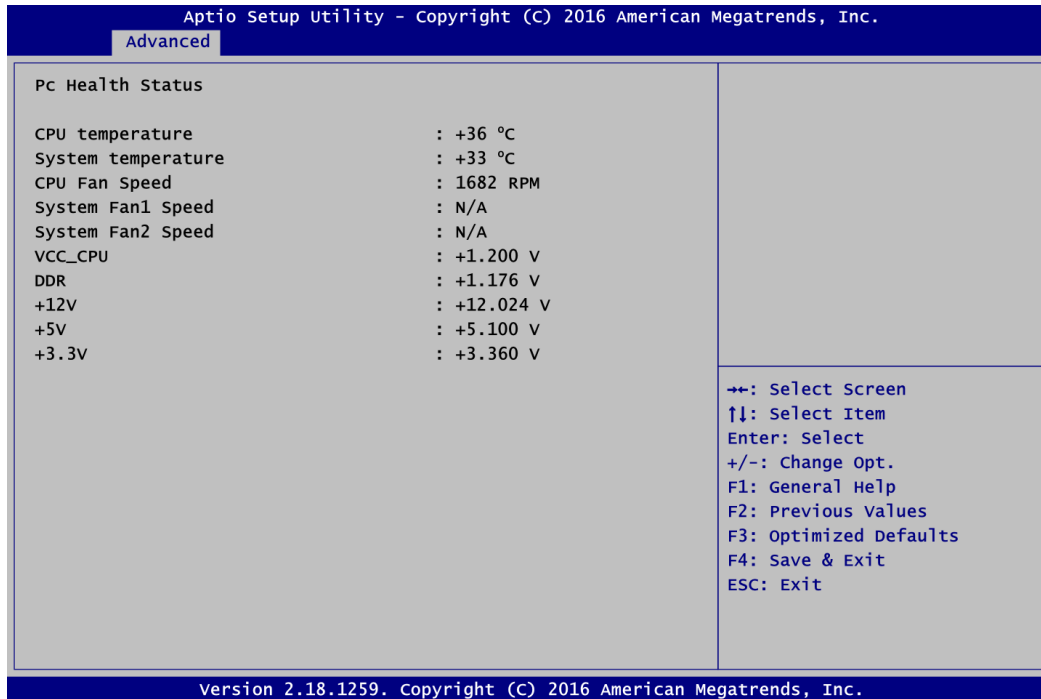 Aptio Setup Utility - Copyright (C) 2016 American Megatrends, Inc.
Advanced
Pc Health Status
CPU temperature : +36 °C
System temperature : +33 °C
CPU Fan Speed : 1682 RPM
System Fan1 Speed : N/A
System Fan2 Speed : N/A
VCC_CPU : +1.200 V
DDR : +1.176 V
+12V : +12.024 V
+5V : +5.100 V
+3.3V : +3.360 V
→←: Select Screen
↑↓: Select Item
Enter: Select
+/-: Change Opt.
F1: General Help
F2: Previous Values
F3: Optimized Defaults
F4: Save & Exit
ESC: Exit
Version 2.18.1259. Copyright (C) 2016 American Megatrends, Inc.